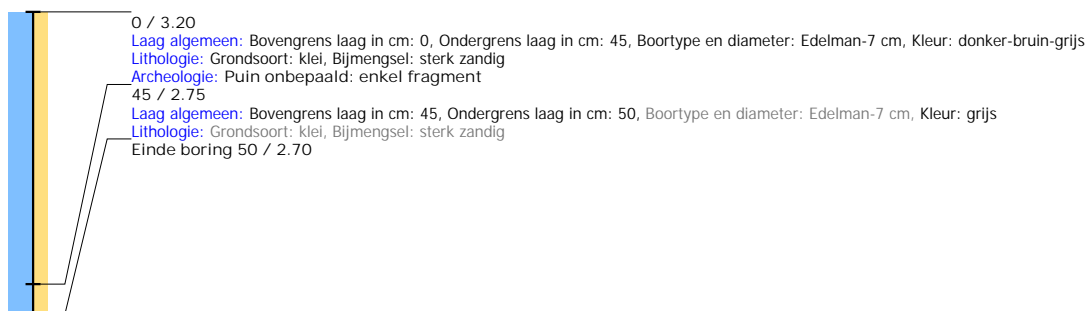 0 / 3.20
Laag algemeen: Bovengrens laag in cm: 0, Ondergrens laag in cm: 45, Boortype en diameter: Edelman-7 cm, Kleur: donker-bruin-grijs
Lithologie: Grondsoort: klei, Bijmengsel: sterk zandig
Archeologie: Puin onbepaald: enkel fragment
45 / 2.75
Laag algemeen: Bovengrens laag in cm: 45, Ondergrens laag in cm: 50, Boortype en diameter: Edelman-7 cm, Kleur: grijs
Lithologie: Grondsoort: klei, Bijmengsel: sterk zandig
Einde boring 50 / 2.70